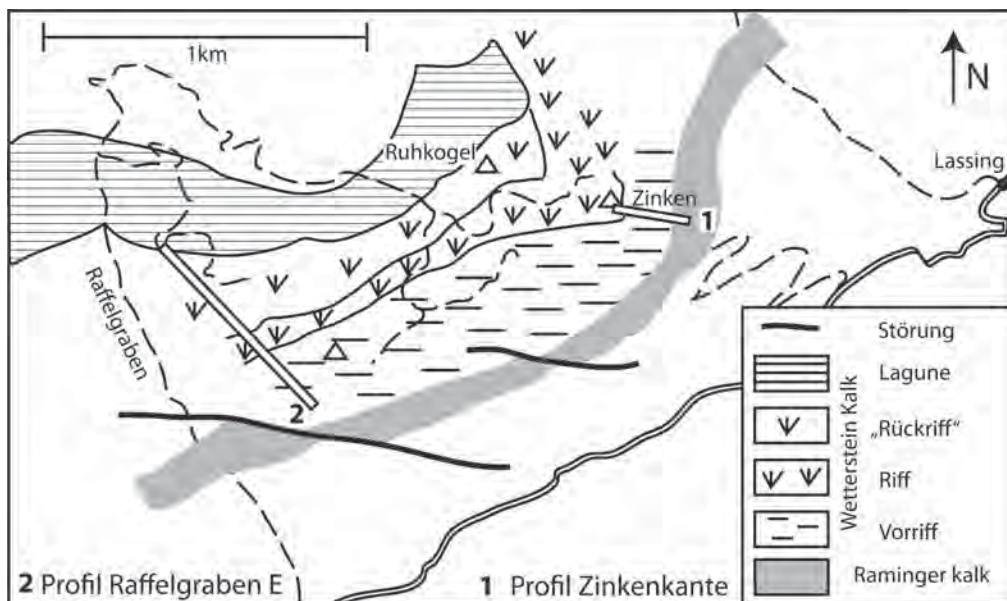 1km
N
Ruhkogel
Lassing
Zinken
1
Raffelgraben
2
Störung
Lagune
„Rückriff“
Riff
Vorriff
Raminger kalk
Wetterstein Kalk
2 Profil Raffelgraben E
1 Profil Zinkenkante